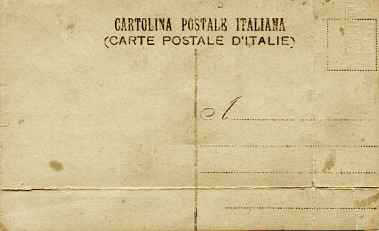 CARTOLINA POSTALE ITALIANA
(CARTE POSTALE D'ITALIE)
A